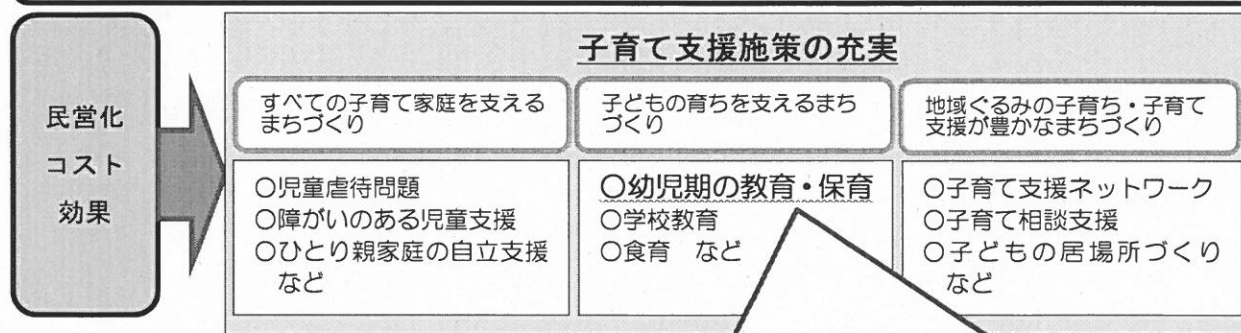 民営化
コスト
効果
子育て支援施策の充実
すべての子育て家庭を支える
まちづくり
○児童虐待問題
○障がいのある児童支援
○ひとり親家庭の自立支援
など
子どもの育ちを支えるまち
づくり
○幼児期の教育・保育
○学校教育
○食育　など
地域ぐるみの子育ち・子育て
支援が豊かなまちづくり
○子育て支援ネットワーク
○子育て相談支援
○子どもの居場所づくり
など